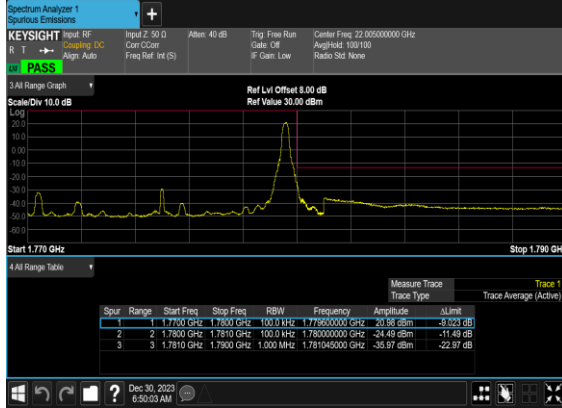 Spectrum Analyzer 1
Spurious Emissions
KEYSIGHT Input: RF Input Z: 50 Ω Atten: 40 dB Trig: Free Run Center Freq: 22.005000000 GHz
R T Coupling: DC Corr CCorr Gate: Off Avg|Hold: 100/100
Align: Auto Freq Ref: Int (S) IF Gain: Low Radio Std: None
PASS
3 All Range Graph
Ref Lvl Offset 8.00 dB
Scale/Div 10.0 dB Ref Value 30.00 dBm
Log
20.0
10.0
0.00
-10.0
-20.0
-30.0
-40.0
-50.0
-60.0
Start 1.770 GHz Stop 1.790 GH
4 All Range Table
Measure Trace Trace 1
Trace Type Trace Average (Active)
Spur Range Start Freq Stop Freq RBW Frequency Amplitude ΔLimit
1 1 1.7700 GHz 1.7800 GHz 100.0 kHz 1.779600000 GHz 20.98 dBm -9.023 dB
2 2 1.7800 GHz 1.7810 GHz 100.0 kHz 1.780000000 GHz -24.49 dBm -11.49 dB
3 3 1.7810 GHz 1.7900 GHz 1.000 MHz 1.781045000 GHz -35.97 dBm -22.97 dB
Dec 30, 2023
6:50:03 AM